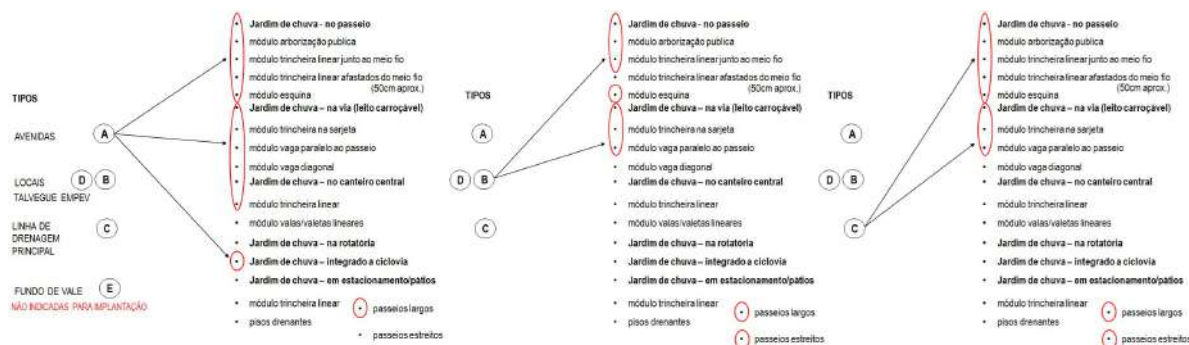 TIPOS
AVENIDAS
A
LOCAIS
D B
TALVEGUE EMPEV
LINHA DE
DRENAGEM
PRINCIPAL
C
FUNDO DE VALE
E
NÃO INDICADAS PARA IMPLANTAÇÃO
Jardim de chuva - no passeio
módulo arborização publica
módulo trincheira linear junto ao meio fio
módulo trincheira linear afastados do meio fio
(50cm aprox.)
módulo esquina
Jardim de chuva – na via (leito carroçável)
módulo trincheira na sarjeta
módulo vaga paralelo ao passeio
módulo vaga diagonal
Jardim de chuva – no canteiro central
módulo trincheira linear
módulo valas/valetas lineares
Jardim de chuva – na rotatória
Jardim de chuva – integrado a ciclovia
Jardim de chuva – em estacionamento/pátios
módulo trincheira linear
pisos drenantes
passeios largos
passeios estreitos
TIPOS
A
D B
C
Jardim de chuva - no passeio
módulo arborização publica
módulo trincheira linear junto ao meio fio
módulo trincheira linear afastados do meio fio
(50cm aprox.)
módulo esquina
Jardim de chuva – na via (leito carroçável)
módulo trincheira na sarjeta
módulo vaga paralelo ao passeio
módulo vaga diagonal
Jardim de chuva – no canteiro central
módulo trincheira linear
módulo valas/valetas lineares
Jardim de chuva – na rotatória
Jardim de chuva – integrado a ciclovia
Jardim de chuva – em estacionamento/pátios
módulo trincheira linear
pisos drenantes
passeios largos
passeios estreitos
TIPOS
A
D B
C
Jardim de chuva - no passeio
módulo arborização publica
módulo trincheira linear junto ao meio fio
módulo trincheira linear afastados do meio fio
(50cm aprox.)
módulo esquina
Jardim de chuva – na via (leito carroçável)
módulo trincheira na sarjeta
módulo vaga paralelo ao passeio
módulo vaga diagonal
Jardim de chuva – no canteiro central
módulo trincheira linear
módulo valas/valetas lineares
Jardim de chuva – na rotatória
Jardim de chuva – integrado a ciclovia
Jardim de chuva – em estacionamento/pátios
módulo trincheira linear
pisos drenantes
passeios largos
passeios estreitos